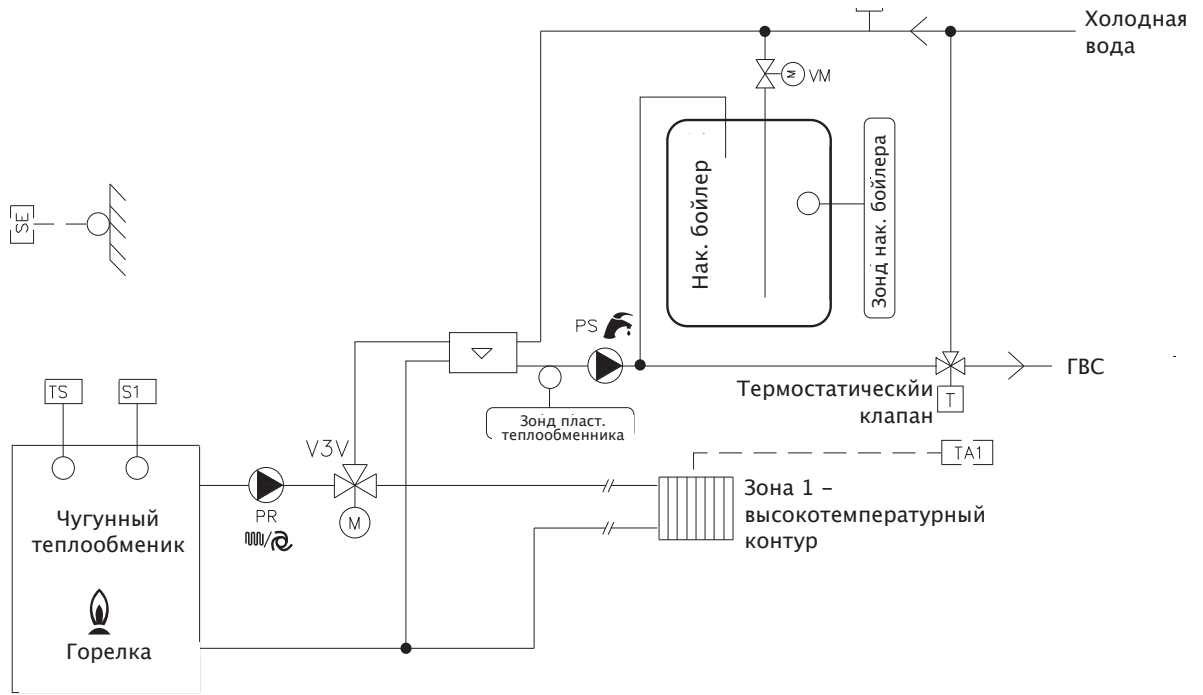 Холодная
вода
VM
M
Нак. бойлер
Зонд нак. бойлера
SE
PS
ГВС
Термостатическйи
клапан
T
Зонд пласт.
теплообменника
TS
S1
V3V
TA1
PR
M
Зона 1 –
высокотемпературный
контур
Чугунный
теплообменик
Горелка